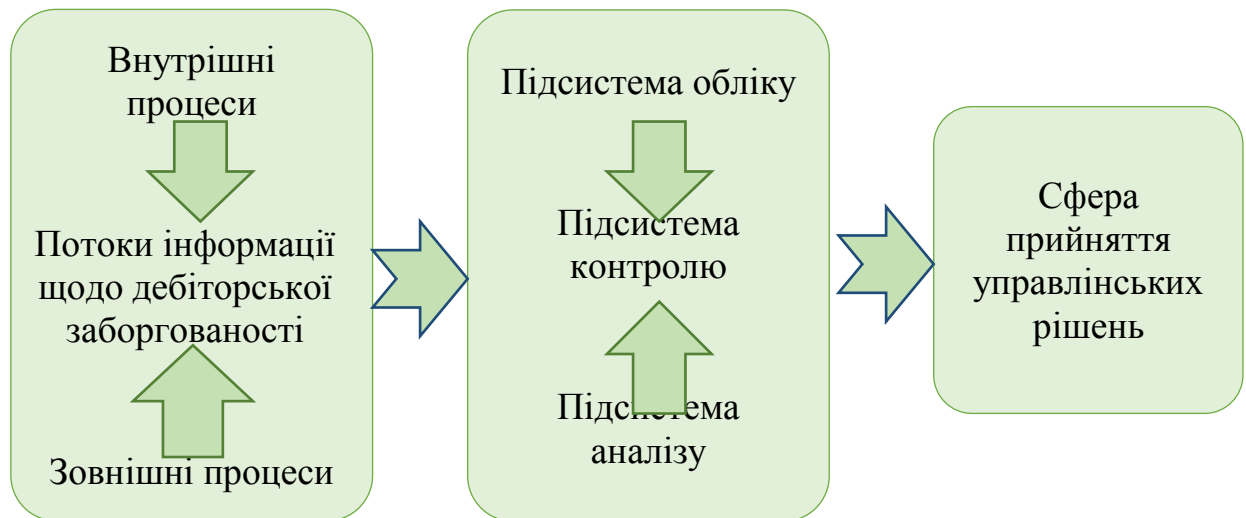 Внутрішні
процеси
Потоки інформації
щодо дебіторської
заборгованості
Зовнішні процеси
Підсистема обліку
Підсистема
контролю
Підсистема
аналізу
Сфера
прийняття
управлінських
рішень